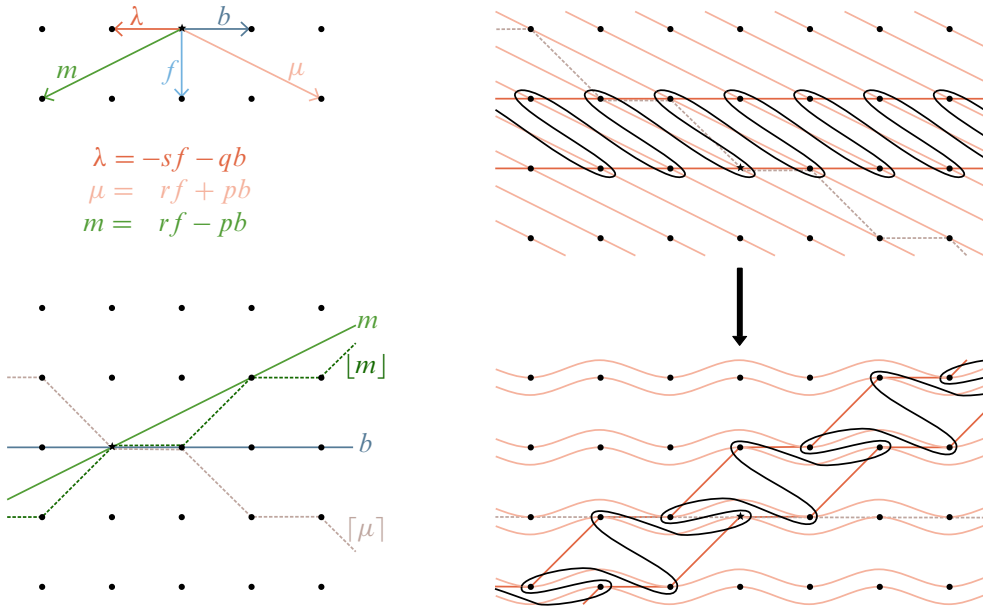 λ b
m f μ
λ = −sf − qb
μ = rf + pb
m = rf − pb
m
⌊m⌋
b
⌈μ⌉